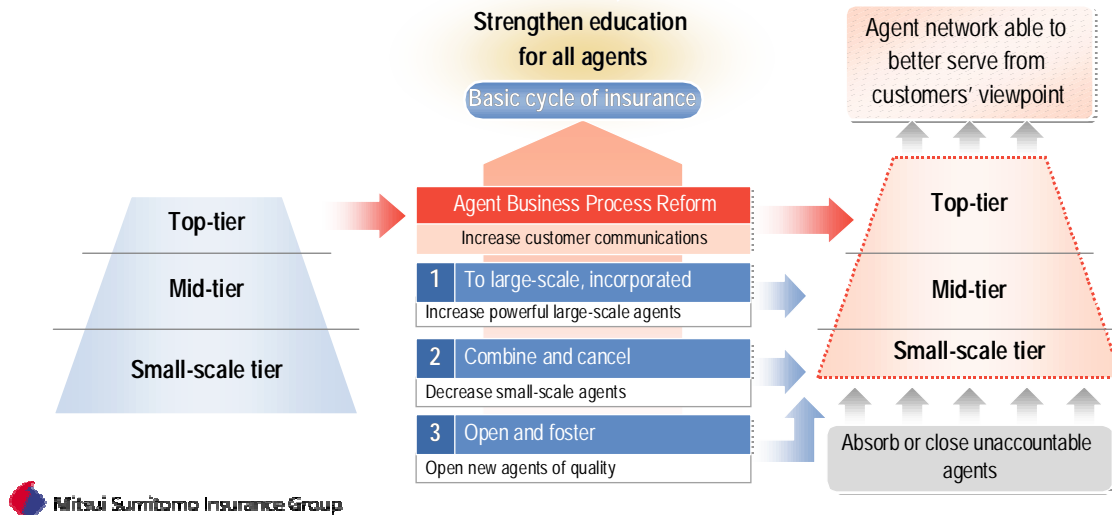 Strengthen education
for all agents
Basic cycle of insurance
Agent network able to
better serve from
customers' viewpoint
Top-tier
Mid-tier
Small-scale tier
Agent Business Process Reform
Increase customer communications
1 To large-scale, incorporated
Increase powerful large-scale agents
2 Combine and cancel
Decrease small-scale agents
3 Open and foster
Open new agents of quality
Top-tier
Mid-tier
Small-scale tier
Absorb or close unaccountable
agents
Mitsui Sumitomo Insurance Group